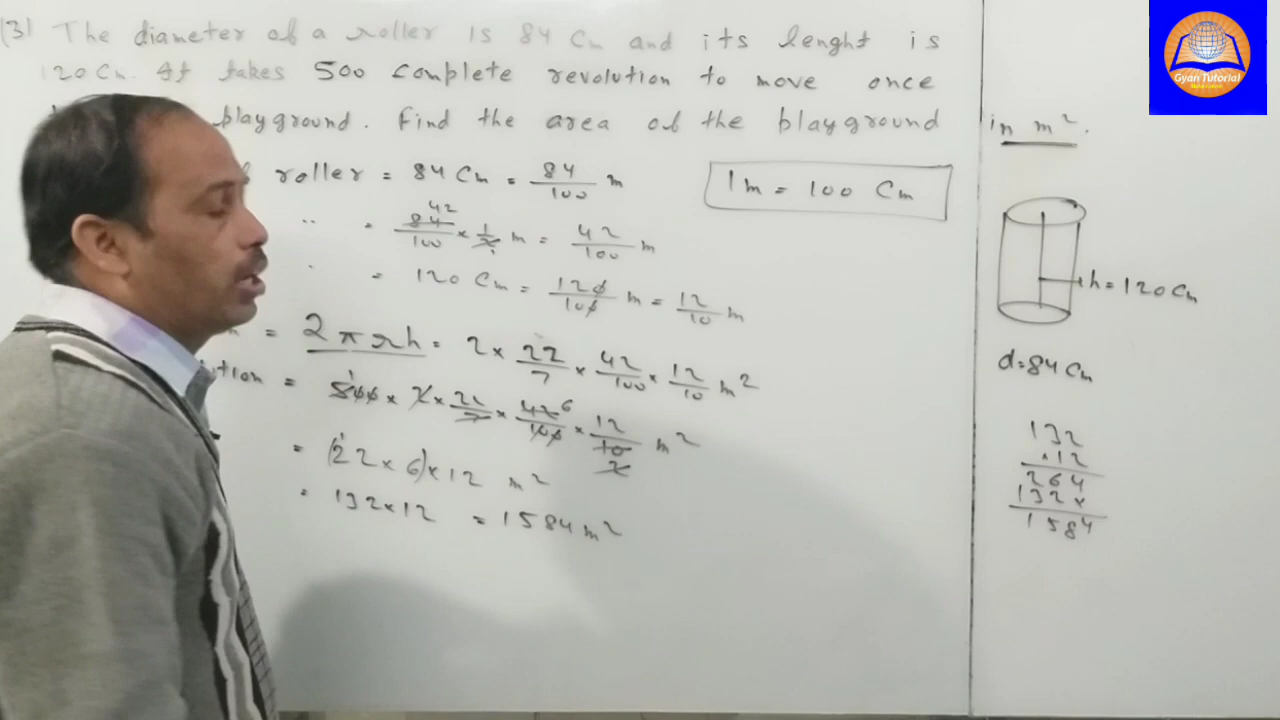 (3) The diameter of a roller is 84 Cm and its lenght is
120 Cm. It takes 500 complete revolution to move once
playground. Find the area of the playground in m².
roller = 84 Cm = 84/100 m
1m = 100 Cm
" = 84/100 × 1/2 m = 42/100 m
42
= 120 Cm = 120/100 m = 12/10 m
h = 120 Cm
= 2πrh = 2 × 22/7 × 42/100 × 12/10 m²
d = 84 Cm
ution = 500 × 2 × 22/7 × 42/100 × 12/10 m²
6
2
= (22 × 6) × 12 m²
= 132 × 12 = 1584 m²
132
× 12
264
132×
1584
Gyan Tutorial